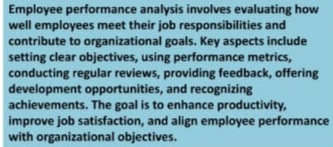 Employee performance analysis involves evaluating how
well employees meet their job responsibilities and
contribute to organizational goals. Key aspects include
setting clear objectives, using performance metrics,
conducting regular reviews, providing feedback, offering
development opportunities, and recognizing
achievements. The goal is to enhance productivity,
improve job satisfaction, and align employee performance
with organizational objectives.